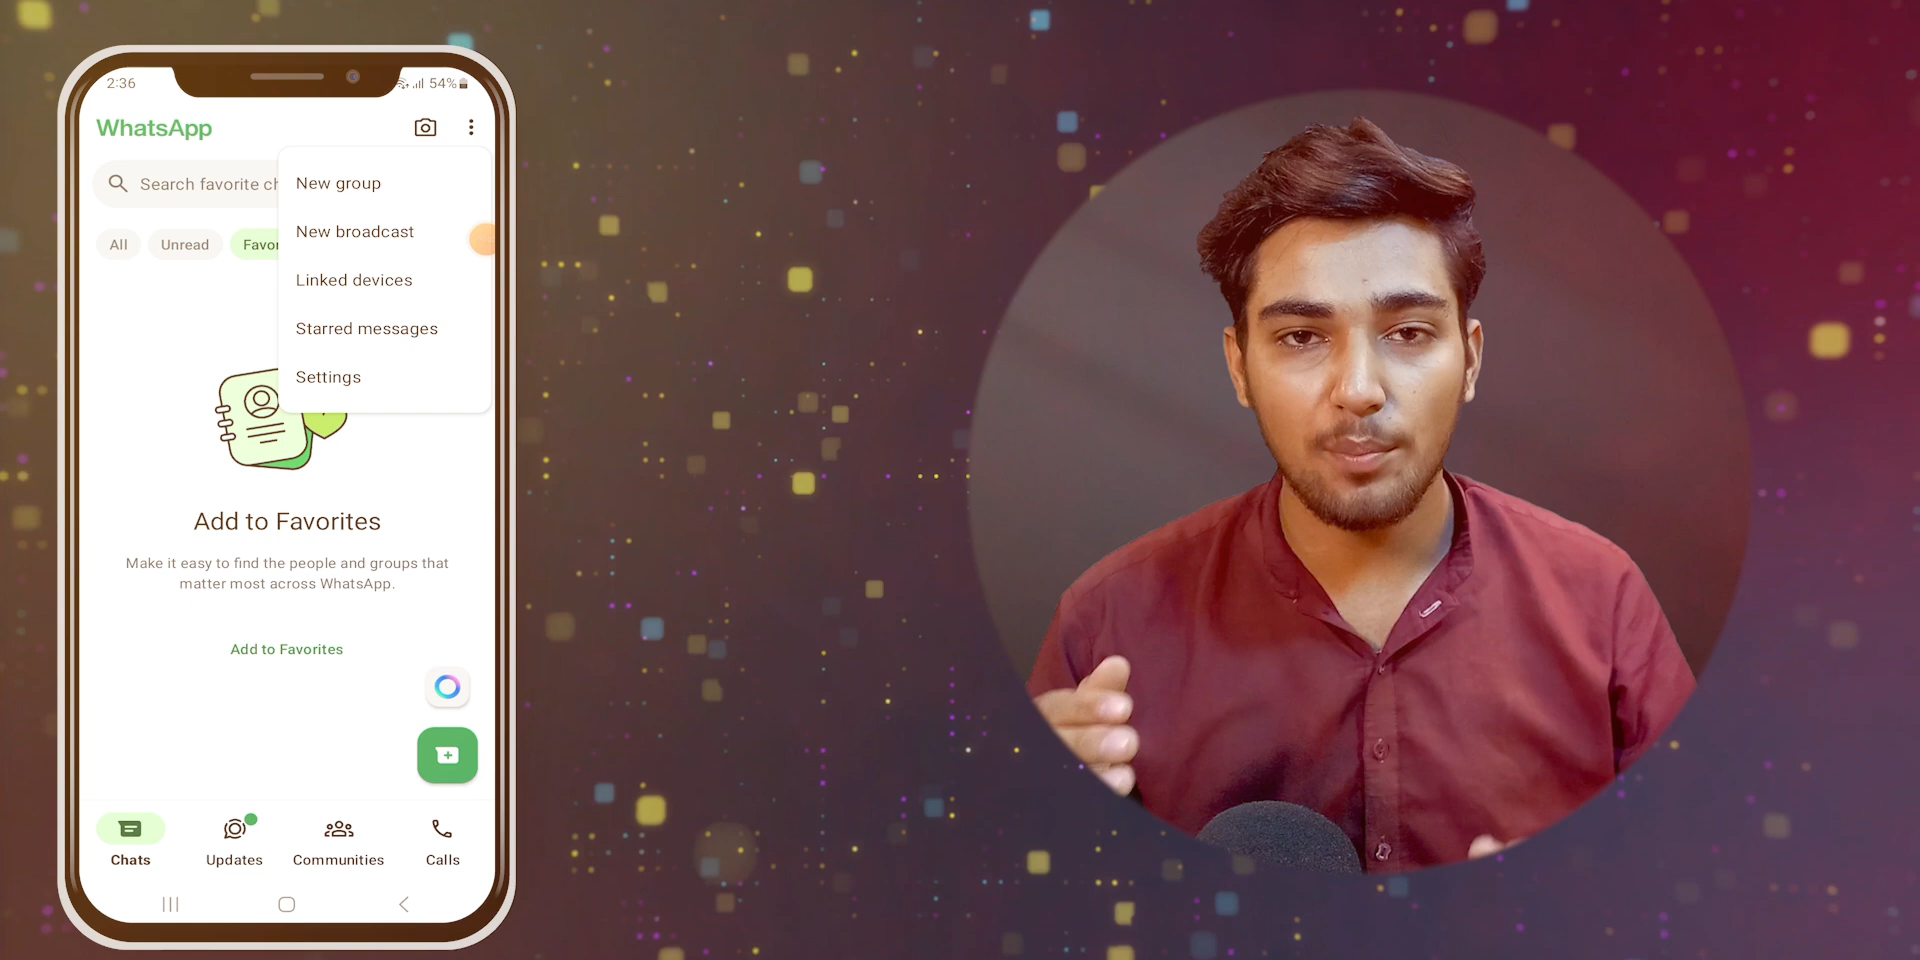 2:36
54%
WhatsApp
Search favorite ch
New group
New broadcast
Linked devices
Starred messages
Settings
All
Unread
Favor
Add to Favorites
Make it easy to find the people and groups that
matter most across WhatsApp.
Add to Favorites
Chats
Updates
Communities
Calls